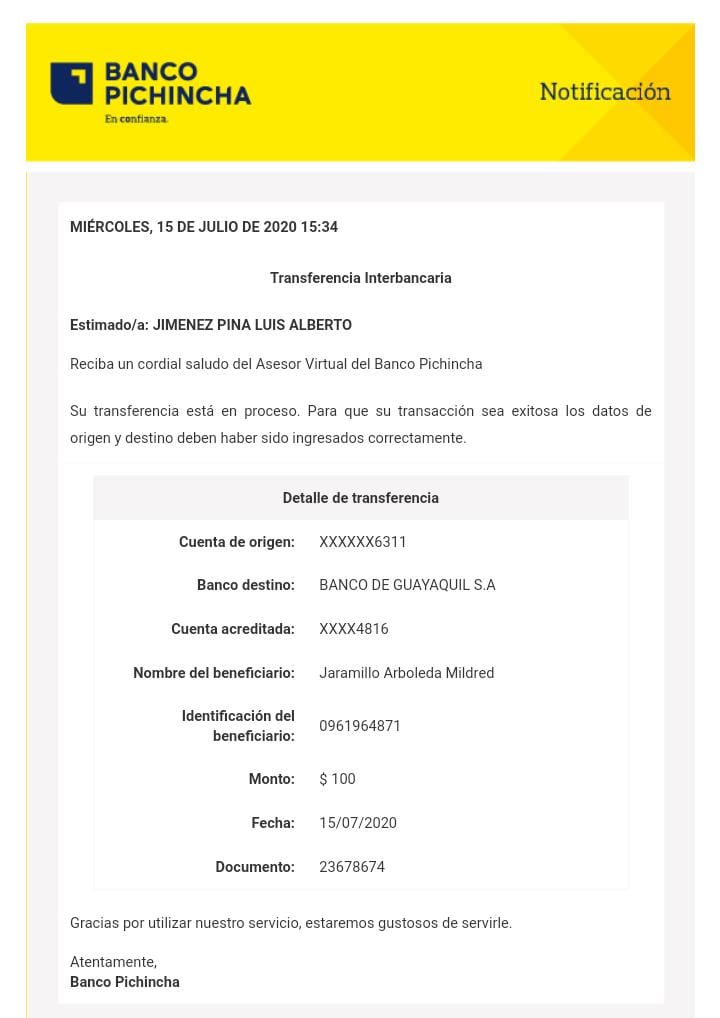 BANCO
PICHINCHA
En confianza.
Notificación
MIÉRCOLES, 15 DE JULIO DE 2020 15:34
Transferencia Interbancaria
Estimado/a: JIMENEZ PINA LUIS ALBERTO
Reciba un cordial saludo del Asesor Virtual del Banco Pichincha
Su transferencia está en proceso. Para que su transacción sea exitosa los datos de
origen y destino deben haber sido ingresados correctamente.
Detalle de transferencia
Cuenta de origen: XXXXXX6311
Banco destino: BANCO DE GUAYAQUIL S.A
Cuenta acreditada: XXXX4816
Nombre del beneficiario: Jaramillo Arboleda Mildred
Identificación del
beneficiario: 0961964871
Monto: $ 100
Fecha: 15/07/2020
Documento: 23678674
Gracias por utilizar nuestro servicio, estaremos gustosos de servirle.
Atentamente,
Banco Pichincha